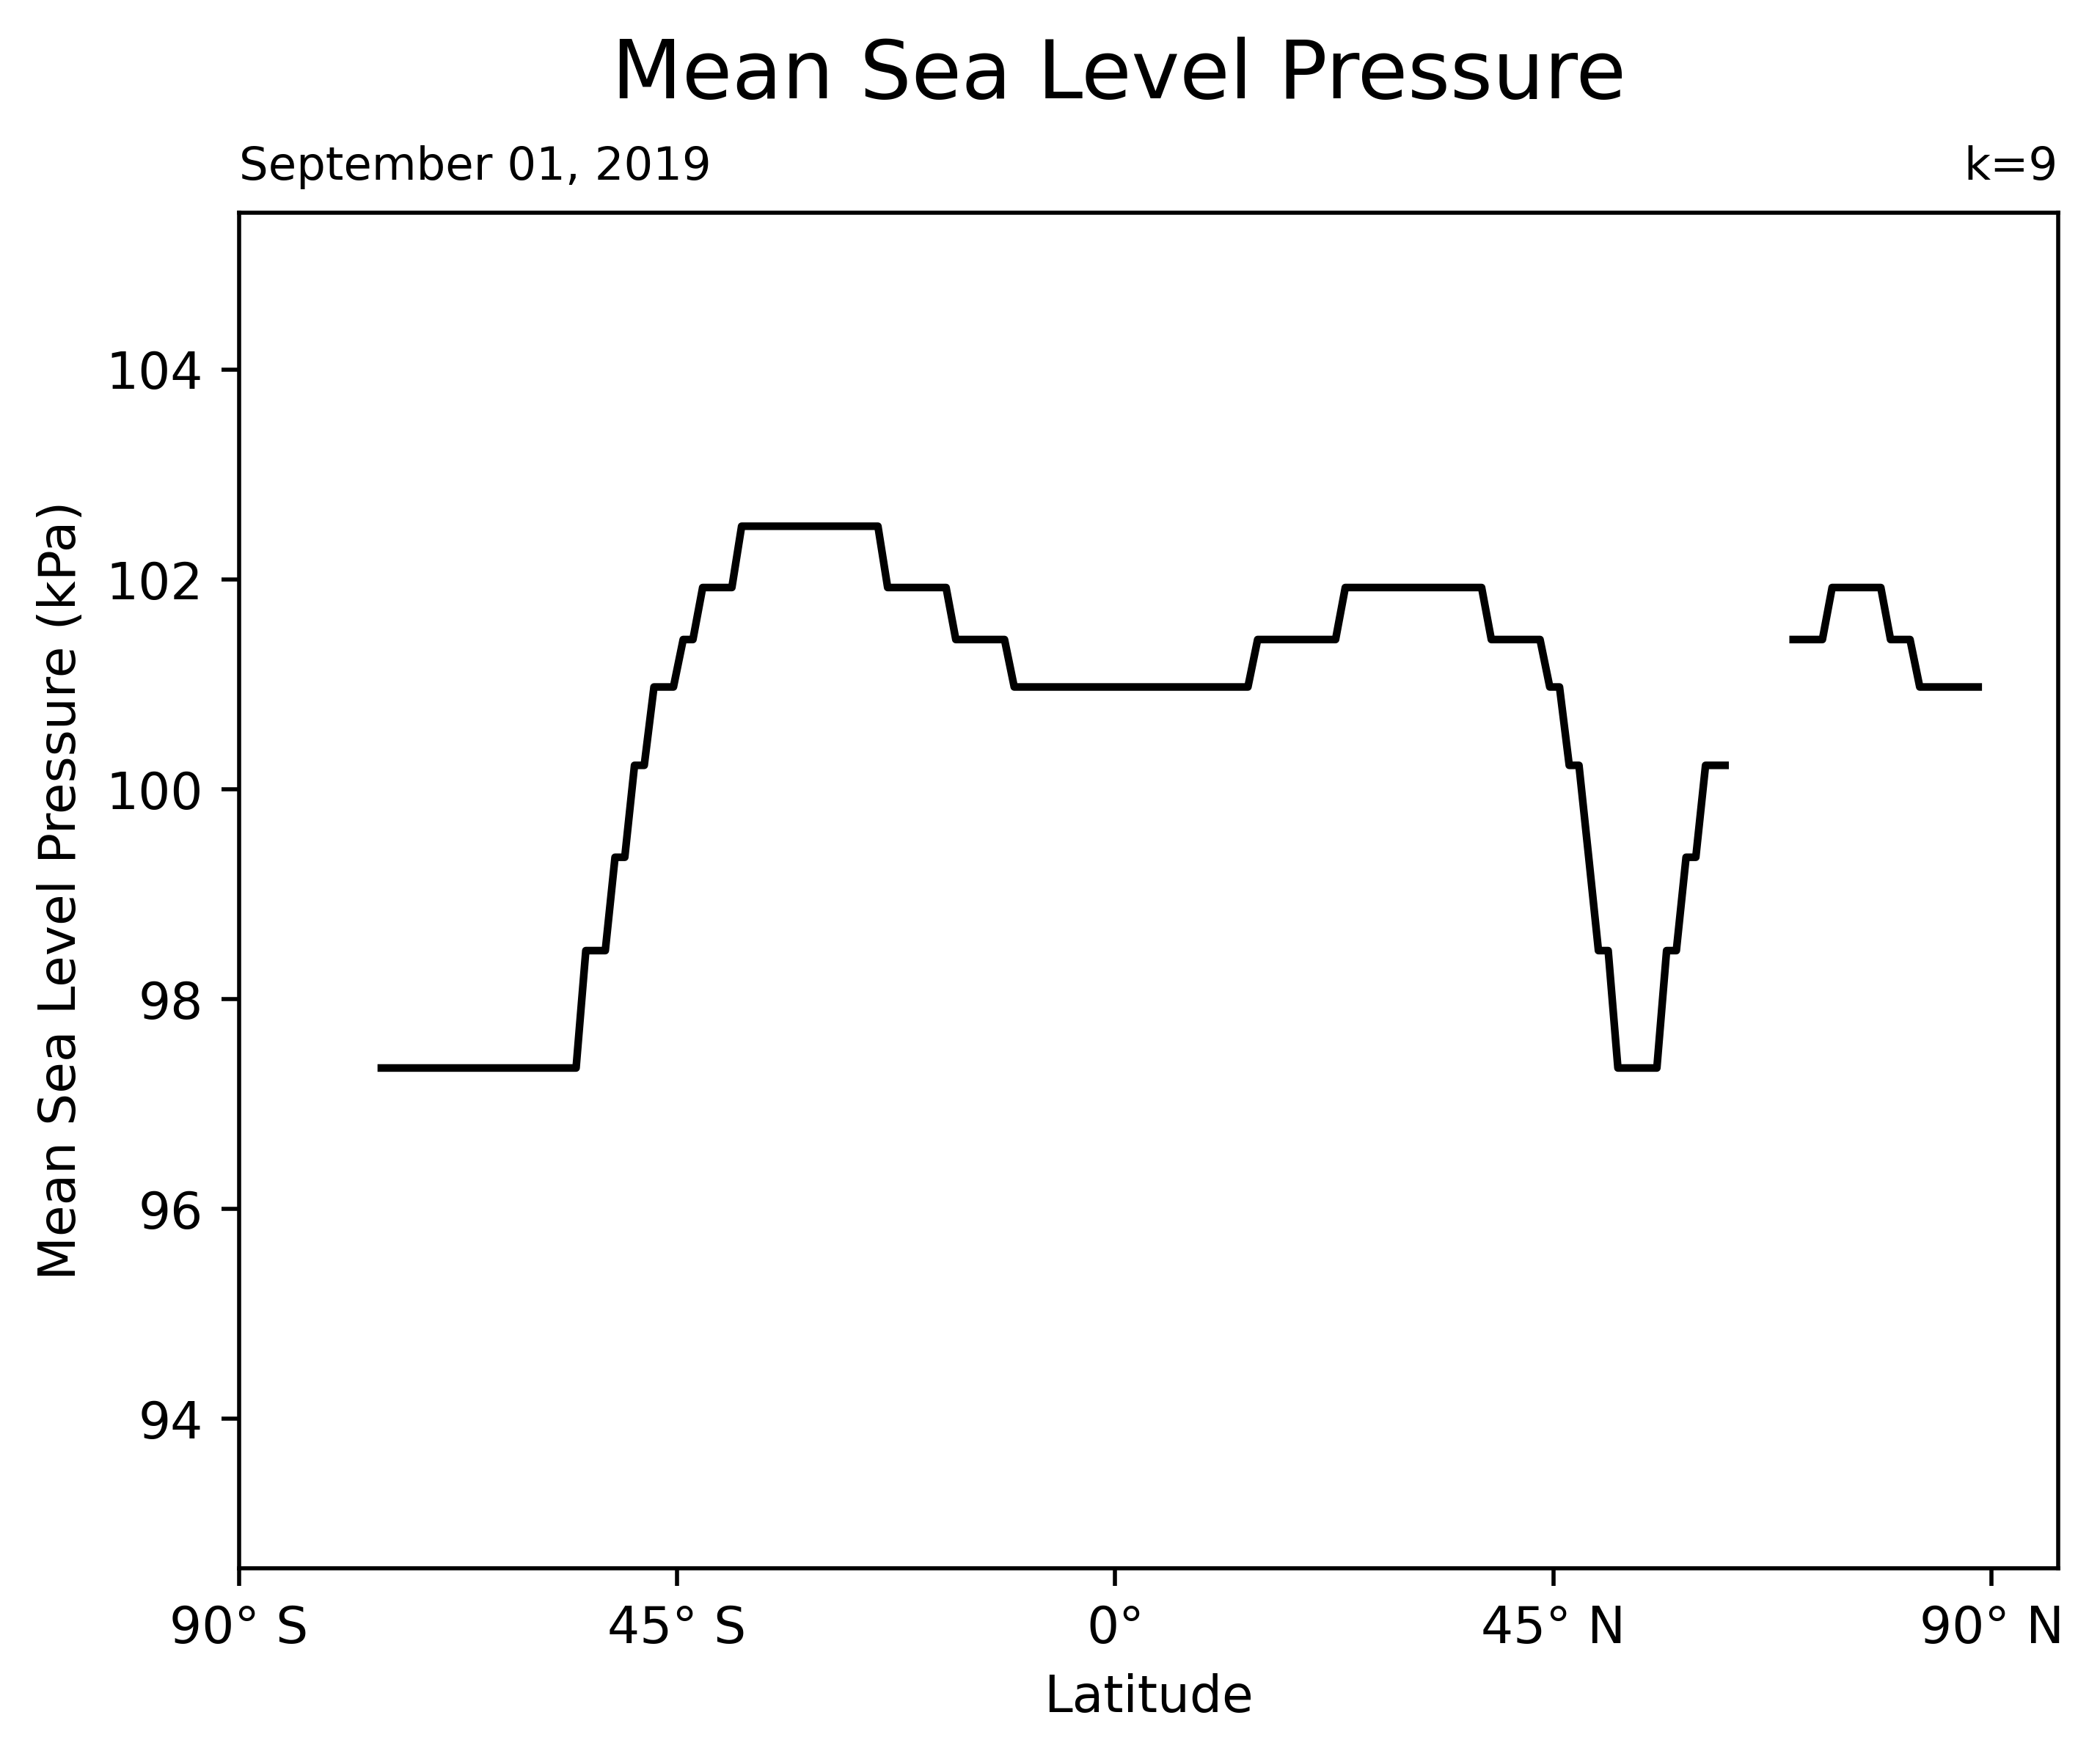 Mean Sea Level Pressure
September 01, 2019
k=9
104
102
100
98
96
94
Mean Sea Level Pressure (kPa)
90° S
45° S
0°
45° N
90° N
Latitude